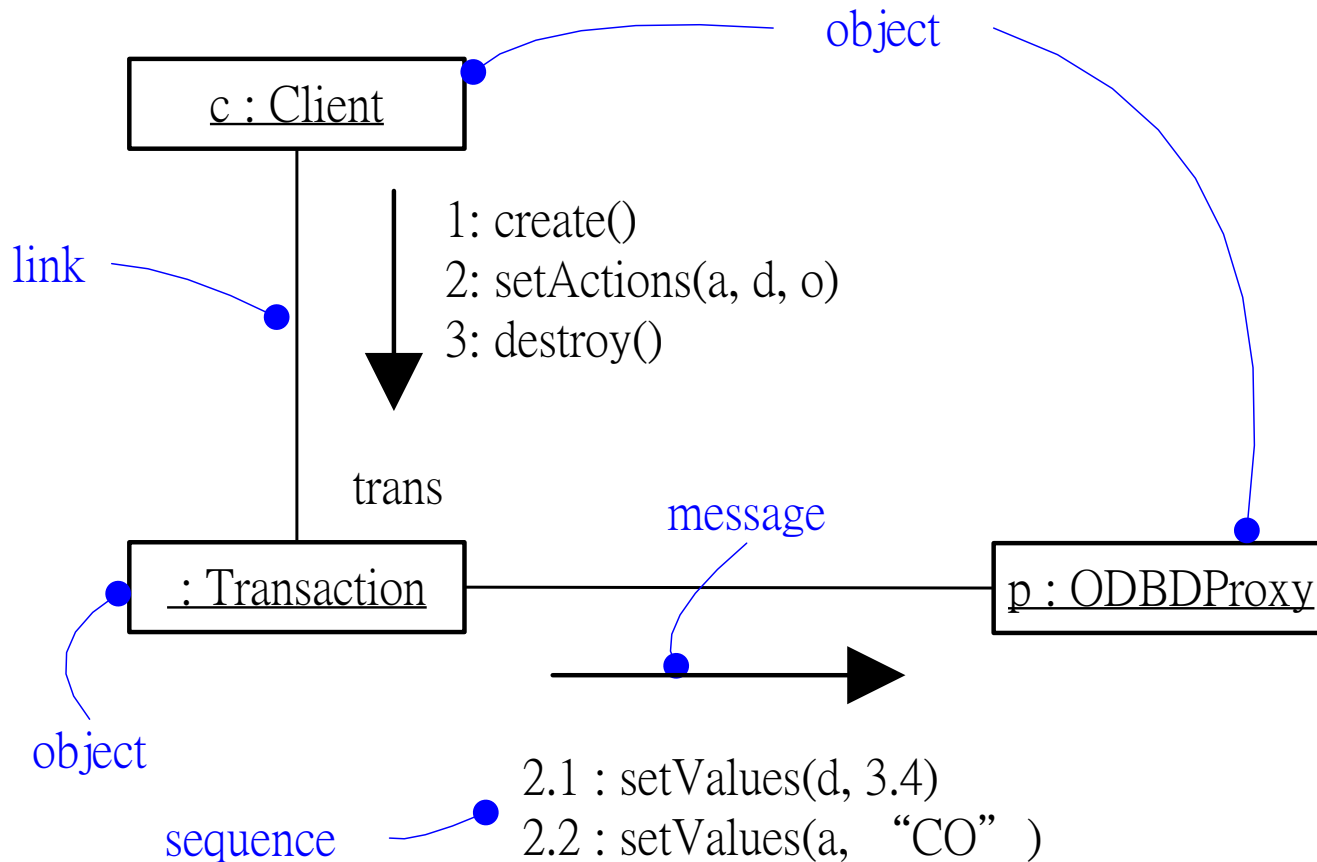 object
c : Client
1: create()
link
2: setActions(a, d, o)
3: destroy()
trans
message
: Transaction
p : ODBDProxy
object
2.1 : setValues(d, 3.4)
sequence
2.2 : setValues(a, “CO” )